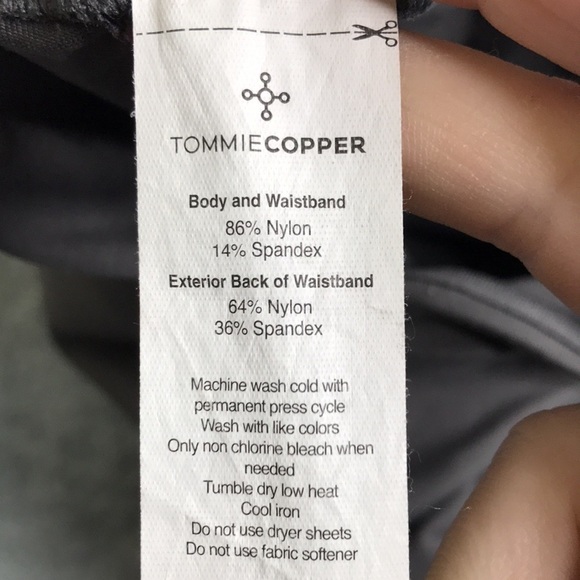 TOMMIECOPPER
Body and Waistband
86% Nylon
14% Spandex
Exterior Back of Waistband
64% Nylon
36% Spandex
Machine wash cold with
permanent press cycle
Wash with like colors
Only non chlorine bleach when
needed
Tumble dry low heat
Cool iron
Do not use dryer sheets
Do not use fabric softener